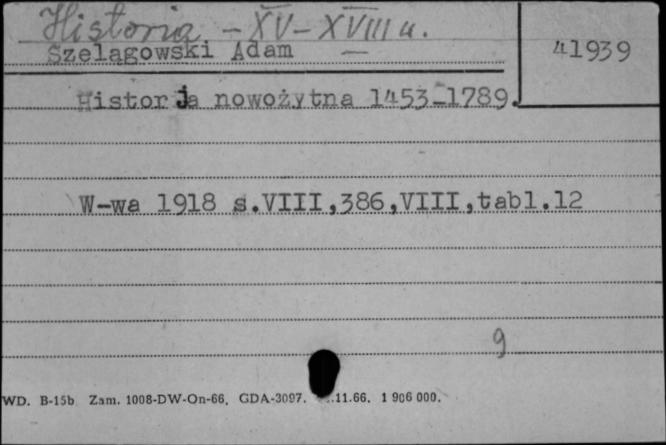 Historia - XV - XVIII w.
Szelągowski Adam
41939
Historja nowożytna 1453-1789.
W-wa 1918 s.VIII,386,VIII,tabl.12
9
WD. B-15b Zam. 1008-DW-On-66. GDA-3097. .11.66. 1 906 000.